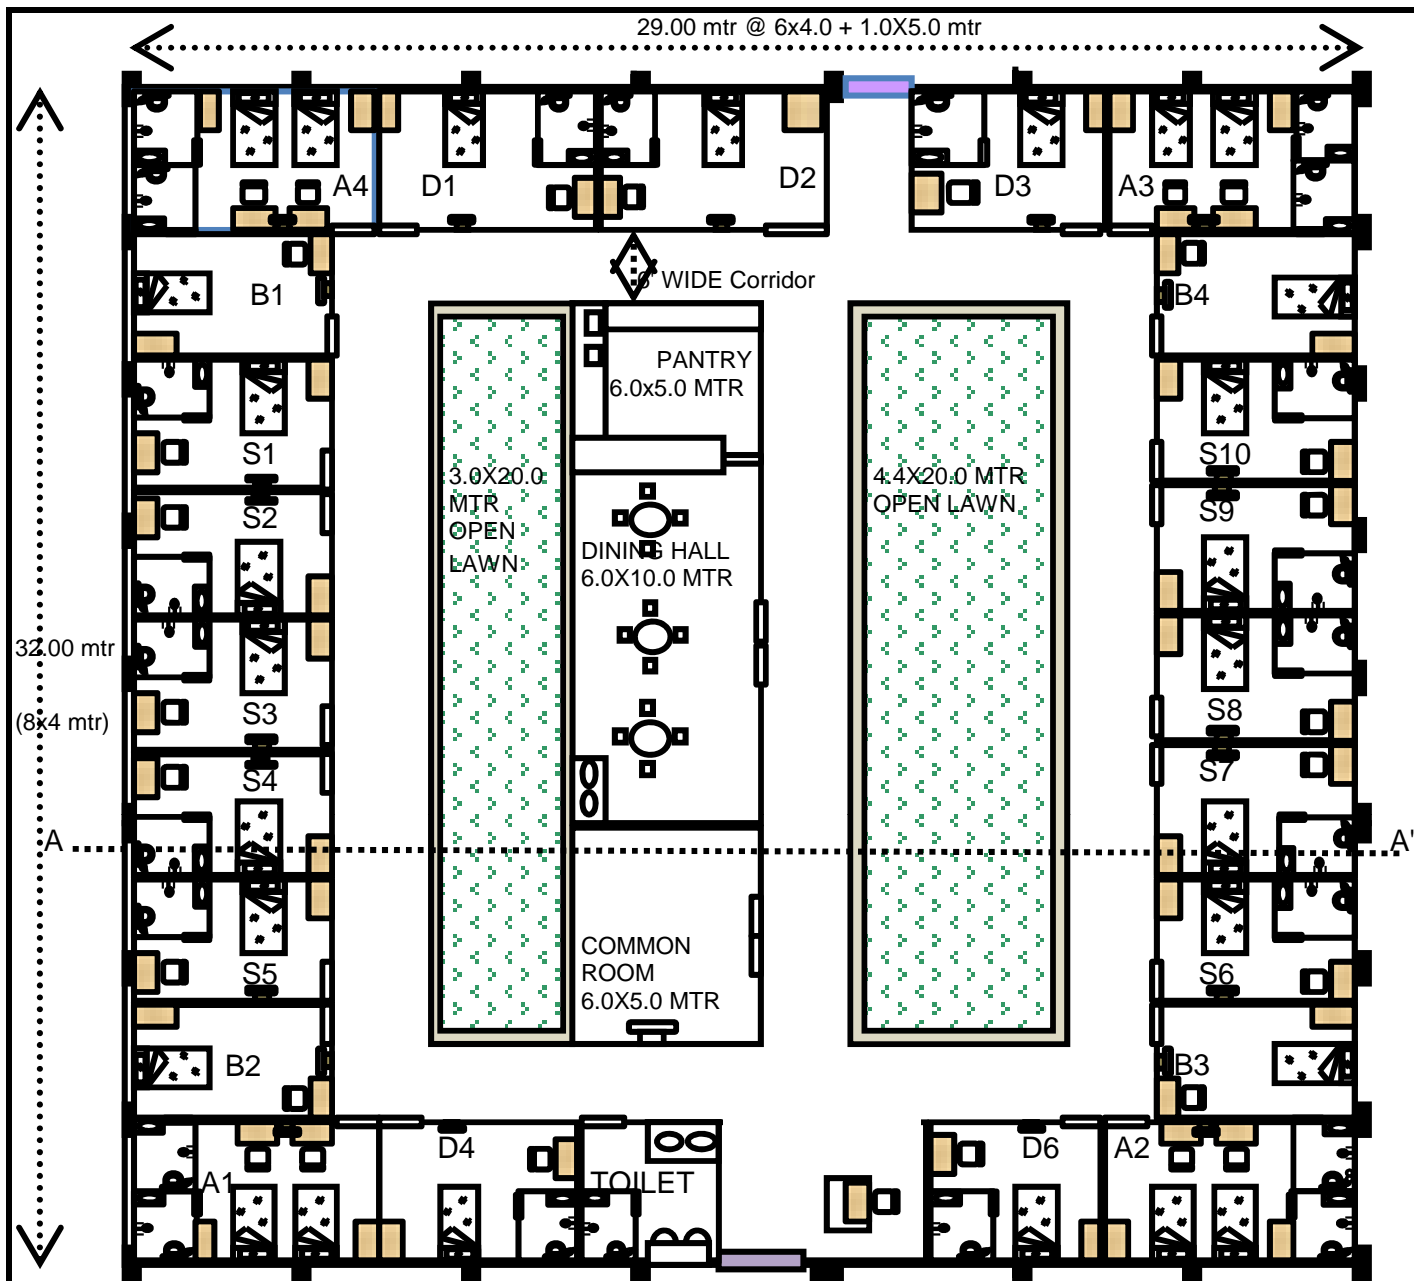 29.00 mtr @ 6x4.0 + 1.0X5.0 mtr
A4
D1
D2
D3
A3
6' WIDE Corridor
B1
B4
PANTRY
6.0x5.0 MTR
S1
S10
3.0X20.0
MTR
OPEN
LAWN
4.4X20.0 MTR
OPEN LAWN
S2
S9
DINING HALL
6.0X10.0 MTR
32.00 mtr
(8x4 mtr)
S3
S8
S4
S7
A
A'
COMMON
ROOM
6.0X5.0 MTR
S5
S6
B2
B3
A1
D4
TOILET
D6
A2